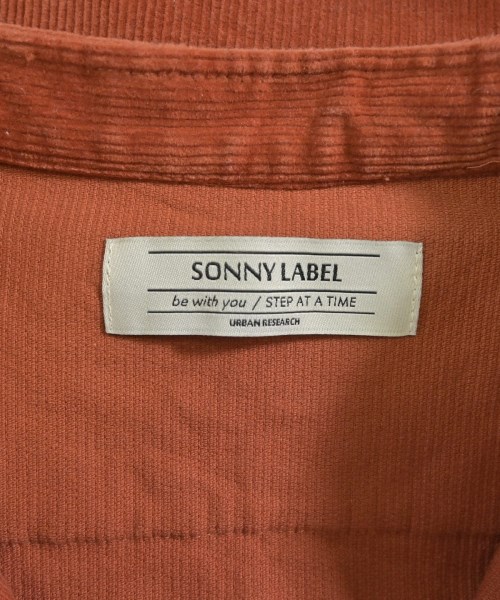 SONNY LABEL
be with you / STEP AT A TIME
URBAN RESEARCH